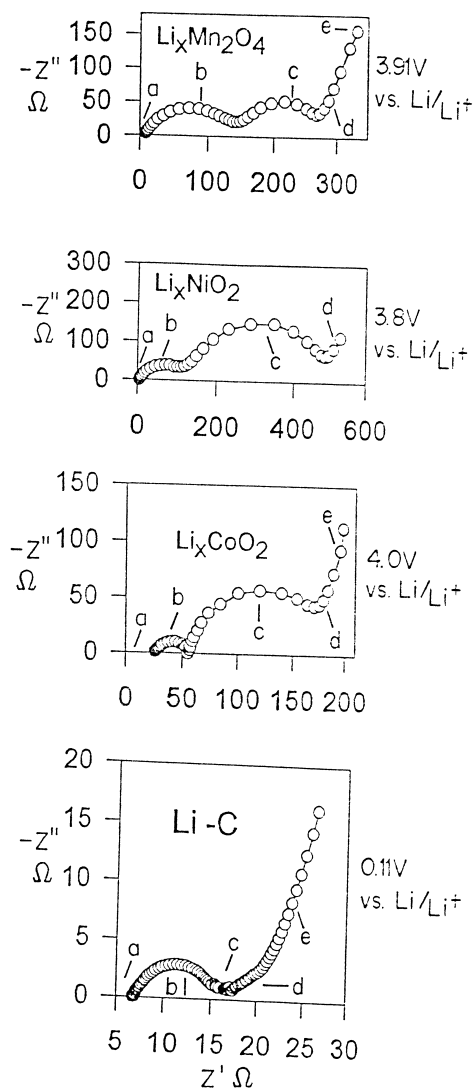 LiₓMn₂O₄
-Z"
Ω
150
100
50
0
a
b
c
d
e
0 100 200 300
3.91V
vs. Li/Li+
LiₓNiO₂
-Z"
Ω
300
200
100
0
a
b
c
d
200 400 600
3.8V
vs. Li/Li+
LiₓCoO₂
-Z"
Ω
150
100
50
0
a
b
c
d
e
0 50 100 150 200
4.0V
vs. Li/Li+
Li -C
-Z"
Ω
20
15
10
5
0
a
b
c
d
e
5 10 15 20 25 30
Z' Ω
0.11V
vs. Li/Li+